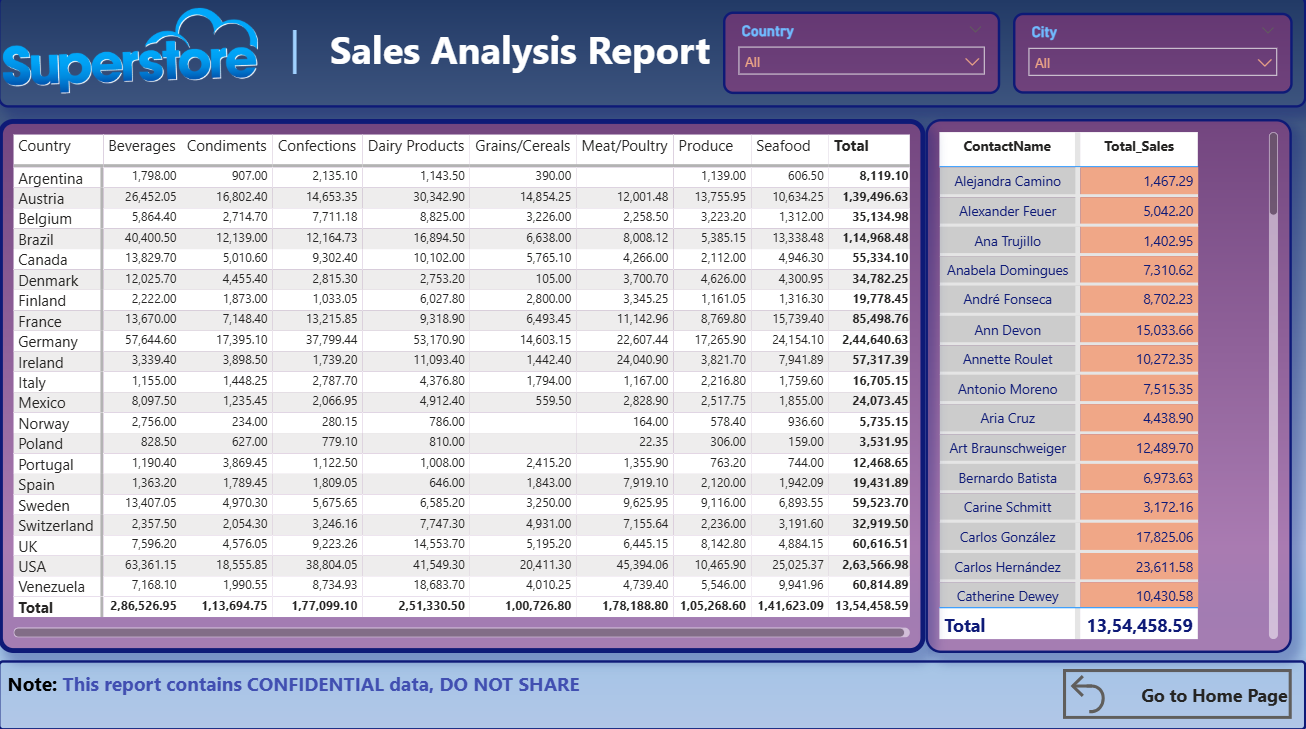 Superstore | Sales Analysis Report
Country
All
City
All
Country Beverages Condiments Confections Dairy Products Grains/Cereals Meat/Poultry Produce Seafood Total
Argentina 1,798.00 907.00 2,135.10 1,143.50 390.00 1,139.00 606.50 8,119.10
Austria 26,452.05 16,802.40 14,653.35 30,342.90 14,854.25 12,001.48 13,755.95 10,634.25 1,39,496.63
Belgium 5,864.40 2,714.70 7,711.18 8,825.00 3,226.00 2,258.50 3,223.20 1,312.00 35,134.98
Brazil 40,400.50 12,139.00 12,164.73 16,894.50 6,638.00 8,008.12 5,385.15 13,338.48 1,14,968.48
Canada 13,829.70 5,010.60 9,302.40 10,102.00 5,765.10 4,266.00 2,112.00 4,946.30 55,334.10
Denmark 12,025.70 4,455.40 2,815.30 2,753.20 105.00 3,700.70 4,626.00 4,300.95 34,782.25
Finland 2,222.00 1,873.00 1,033.05 6,027.80 2,800.00 3,345.25 1,161.05 1,316.30 19,778.45
France 13,670.00 7,148.40 13,215.85 9,318.90 6,493.45 11,142.96 8,769.80 15,739.40 85,498.76
Germany 57,644.60 17,395.10 37,799.44 53,170.90 14,603.15 22,607.44 17,265.90 24,154.10 2,44,640.63
Ireland 3,339.40 3,898.50 1,739.20 11,093.40 1,442.40 24,040.90 3,821.70 7,941.89 57,317.39
Italy 1,155.00 1,448.25 2,787.70 4,376.80 1,794.00 1,167.00 2,216.80 1,759.60 16,705.15
Mexico 8,097.50 1,235.45 2,066.95 4,912.40 559.50 2,828.90 2,517.75 1,855.00 24,073.45
Norway 2,756.00 234.00 280.15 786.00 164.00 578.40 936.60 5,735.15
Poland 828.50 627.00 779.10 810.00 22.35 306.00 159.00 3,531.95
Portugal 1,190.40 3,869.45 1,122.50 1,008.00 2,415.20 1,355.90 763.20 744.00 12,468.65
Spain 1,363.20 1,789.45 1,809.05 646.00 1,843.00 7,919.10 2,120.00 1,942.09 19,431.89
Sweden 13,407.05 4,970.30 5,675.65 6,585.20 3,250.00 9,625.95 9,116.00 6,893.55 59,523.70
Switzerland 2,357.50 2,054.30 3,246.16 7,747.30 4,931.00 7,155.64 2,236.00 3,191.60 32,919.50
UK 7,596.20 4,576.05 9,223.26 14,553.70 5,195.20 6,445.15 8,142.80 4,884.15 60,616.51
USA 63,361.15 18,555.85 38,804.05 41,549.30 20,411.30 45,394.06 10,465.90 25,025.37 2,63,566.98
Venezuela 7,168.10 1,990.55 8,734.93 18,683.70 4,010.25 4,739.40 5,546.00 9,941.96 60,814.89
Total 2,86,526.95 1,13,694.75 1,77,099.10 2,51,330.50 1,00,726.80 1,78,188.80 1,05,268.60 1,41,623.09 13,54,458.59
ContactName Total_Sales
Alejandra Camino 1,467.29
Alexander Feuer 5,042.20
Ana Trujillo 1,402.95
Anabela Domingues 7,310.62
André Fonseca 8,702.23
Ann Devon 15,033.66
Annette Roulet 10,272.35
Antonio Moreno 7,515.35
Aria Cruz 4,438.90
Art Braunschweiger 12,489.70
Bernardo Batista 6,973.63
Carine Schmitt 3,172.16
Carlos González 17,825.06
Carlos Hernández 23,611.58
Catherine Dewey 10,430.58
Total 13,54,458.59
Note: This report contains CONFIDENTIAL data, DO NOT SHARE
Go to Home Page